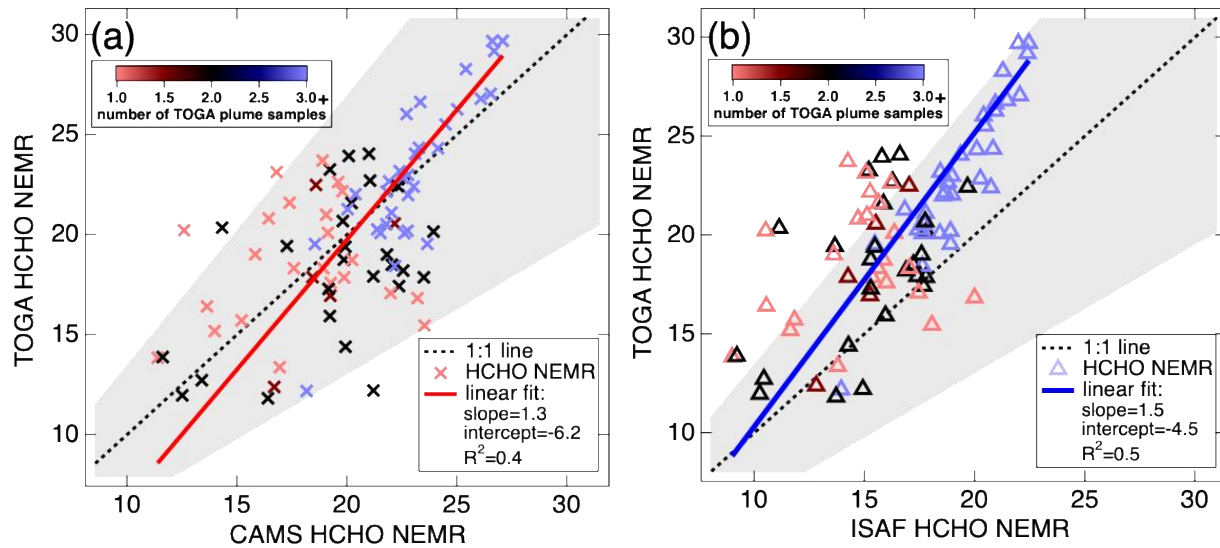 (a)
30
25
20
15
10
TOGA HCHO NEMR
1.0 1.5 2.0 2.5 3.0+
number of TOGA plume samples
1:1 line
HCHO NEMR
linear fit:
slope=1.3
intercept=-6.2
R²=0.4
10 15 20 25 30
CAMS HCHO NEMR
(b)
30
25
20
15
10
TOGA HCHO NEMR
1.0 1.5 2.0 2.5 3.0+
number of TOGA plume samples
1:1 line
HCHO NEMR
linear fit:
slope=1.5
intercept=-4.5
R²=0.5
10 15 20 25 30
ISAF HCHO NEMR